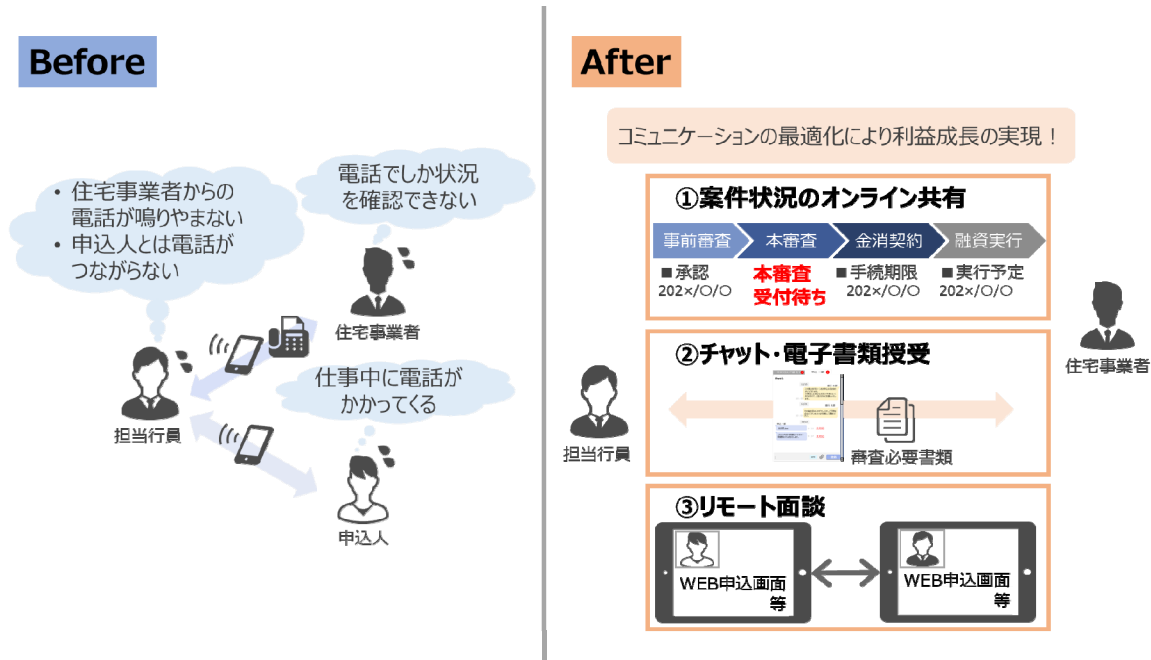 Before
・住宅事業者からの
電話が鳴りやまない
・申込人とは電話が
つながらない
電話でしか状況
を確認できない
住宅事業者
担当行員
仕事中に電話が
かかってくる
申込人
After
コミュニケーションの最適化により利益成長の実現！
①案件状況のオンライン共有
事前審査
本審査
金消契約
融資実行
■承認
202×/○/○
本審査
受付待ち
■手続期限
202×/○/○
■実行予定
202×/○/○
住宅事業者
②チャット・電子書類授受
担当行員
審査必要書類
③リモート面談
WEB申込画面
等
WEB申込画面
等